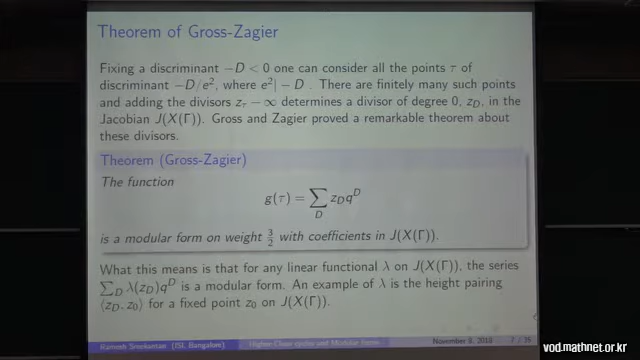 Theorem of Gross-Zagier
Fixing a discriminant −D < 0 one can consider all the points τ of
discriminant −D/e², where e²| − D . There are finitely many such points
and adding the divisors z_τ − ∞ determines a divisor of degree 0, z_D, in the
Jacobian J(X(Γ)). Gross and Zagier proved a remarkable theorem about
these divisors.
Theorem (Gross-Zagier)
The function
g(τ) = ∑_D z_D q^D
is a modular form on weight 3/2 with coefficients in J(X(Γ)).
What this means is that for any linear functional λ on J(X(Γ)), the series
∑_D λ(z_D)q^D is a modular form. An example of λ is the height pairing
⟨z_D, z_0⟩ for a fixed point z_0 on J(X(Γ)).
Ramesh Sreekantan (ISI, Bangalore) Higher Chow cycles and Modular forms November 8, 2018 7 /
vod.mathnet.or.kr